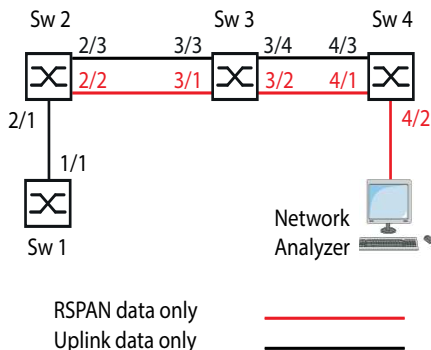 Sw 2
Sw 3
Sw 4
2/3
3/3
3/4
4/3
2/2
3/1
3/2
4/1
2/1
4/2
1/1
Sw 1
Network
Analyzer
RSPAN data only
Uplink data only